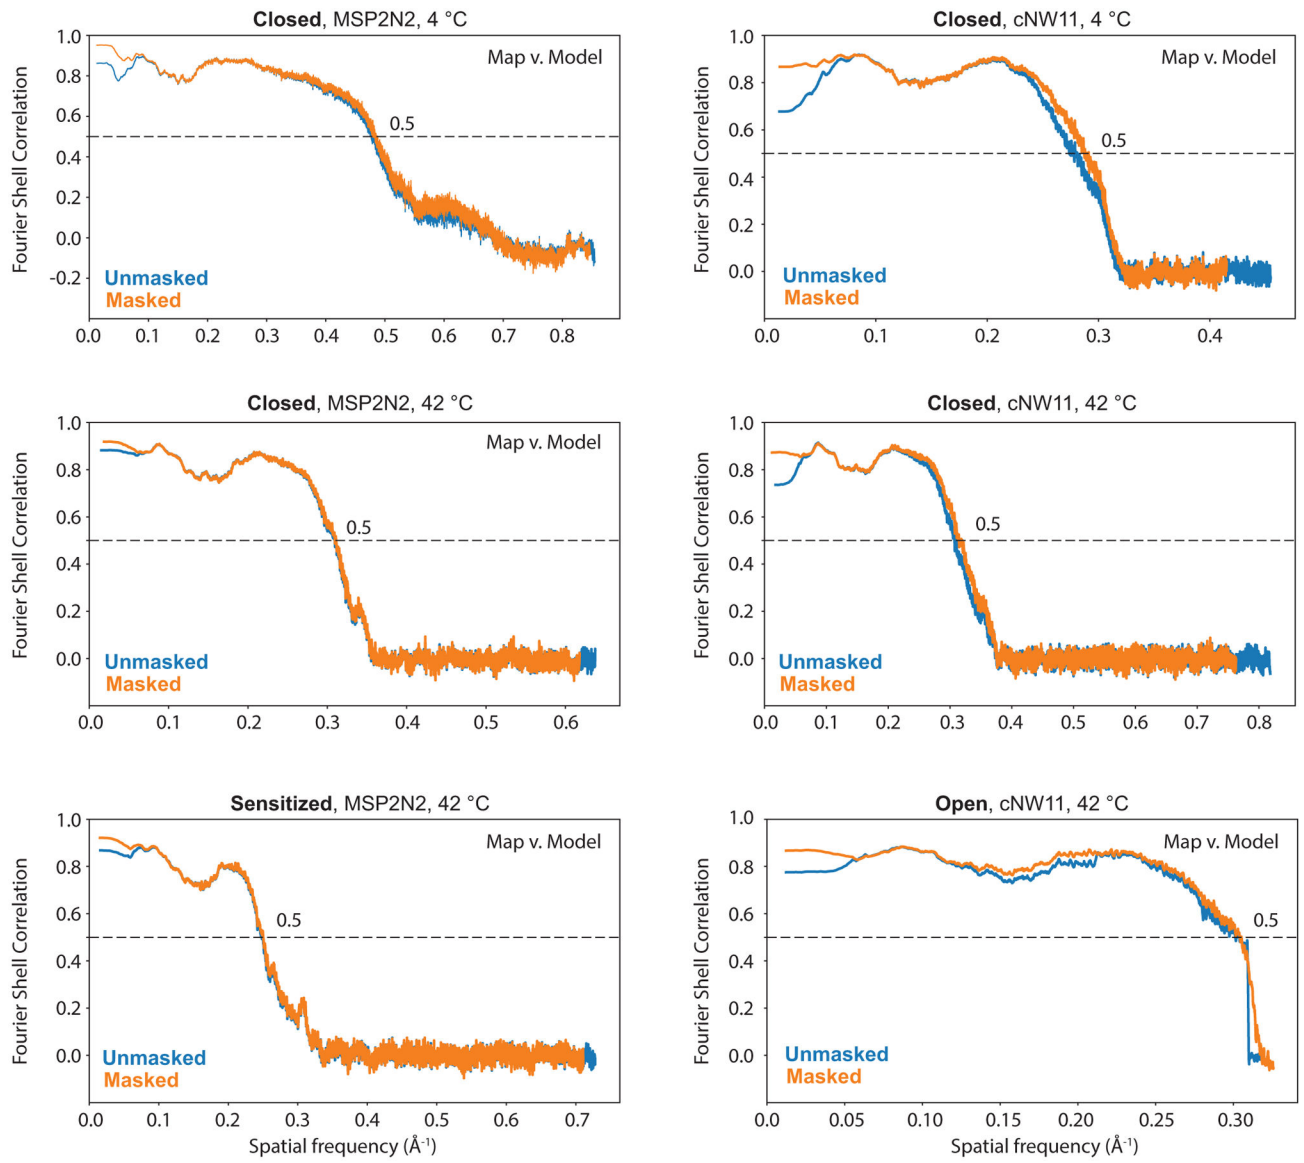 Closed, MSP2N2, 4 °C
Map v. Model
Fourier Shell Correlation
1.0
0.8
0.6
0.4
0.2
0.0
-0.2
0.5
Unmasked
Masked
0.0 0.1 0.2 0.3 0.4 0.5 0.6 0.7 0.8
Closed, cNW11, 4 °C
Map v. Model
Fourier Shell Correlation
1.0
0.8
0.6
0.4
0.2
0.0
0.5
Unmasked
Masked
0.0 0.1 0.2 0.3 0.4
Closed, MSP2N2, 42 °C
Map v. Model
Fourier Shell Correlation
1.0
0.8
0.6
0.4
0.2
0.0
0.5
Unmasked
Masked
0.0 0.1 0.2 0.3 0.4 0.5 0.6
Closed, cNW11, 42 °C
Fourier Shell Correlation
1.0
0.8
0.6
0.4
0.2
0.0
0.5
Unmasked
Masked
0.0 0.1 0.2 0.3 0.4 0.5 0.6 0.7 0.8
Sensitized, MSP2N2, 42 °C
Map v. Model
Fourier Shell Correlation
1.0
0.8
0.6
0.4
0.2
0.0
0.5
Unmasked
Masked
0.0 0.1 0.2 0.3 0.4 0.5 0.6 0.7
Spatial frequency (Å⁻¹)
Open, cNW11, 42 °C
Map v. Model
Fourier Shell Correlation
1.0
0.8
0.6
0.4
0.2
0.0
0.5
Unmasked
Masked
0.0 0.05 0.10 0.15 0.20 0.25 0.30
Spatial frequency (Å⁻¹)